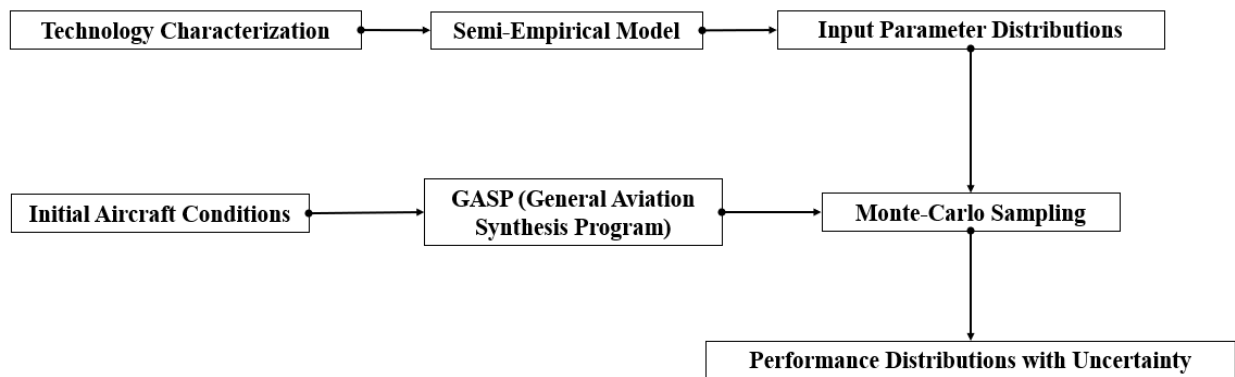 Technology Characterization
Semi-Empirical Model
Input Parameter Distributions
Initial Aircraft Conditions
GASP (General Aviation
Synthesis Program)
Monte-Carlo Sampling
Performance Distributions with Uncertainty